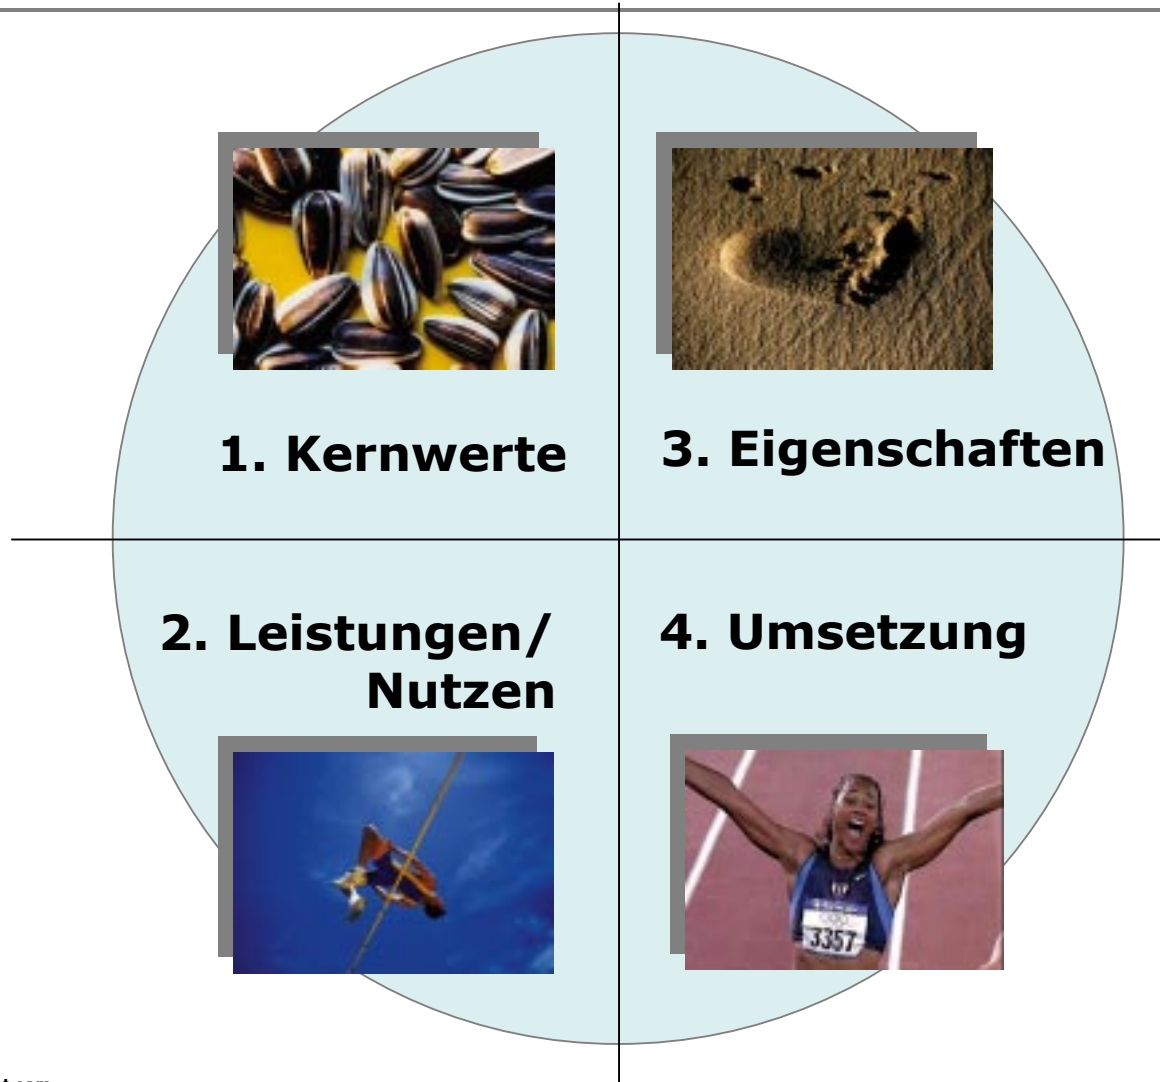 1. Kernwerte
3. Eigenschaften
2. Leistungen/
Nutzen
4. Umsetzung
3357